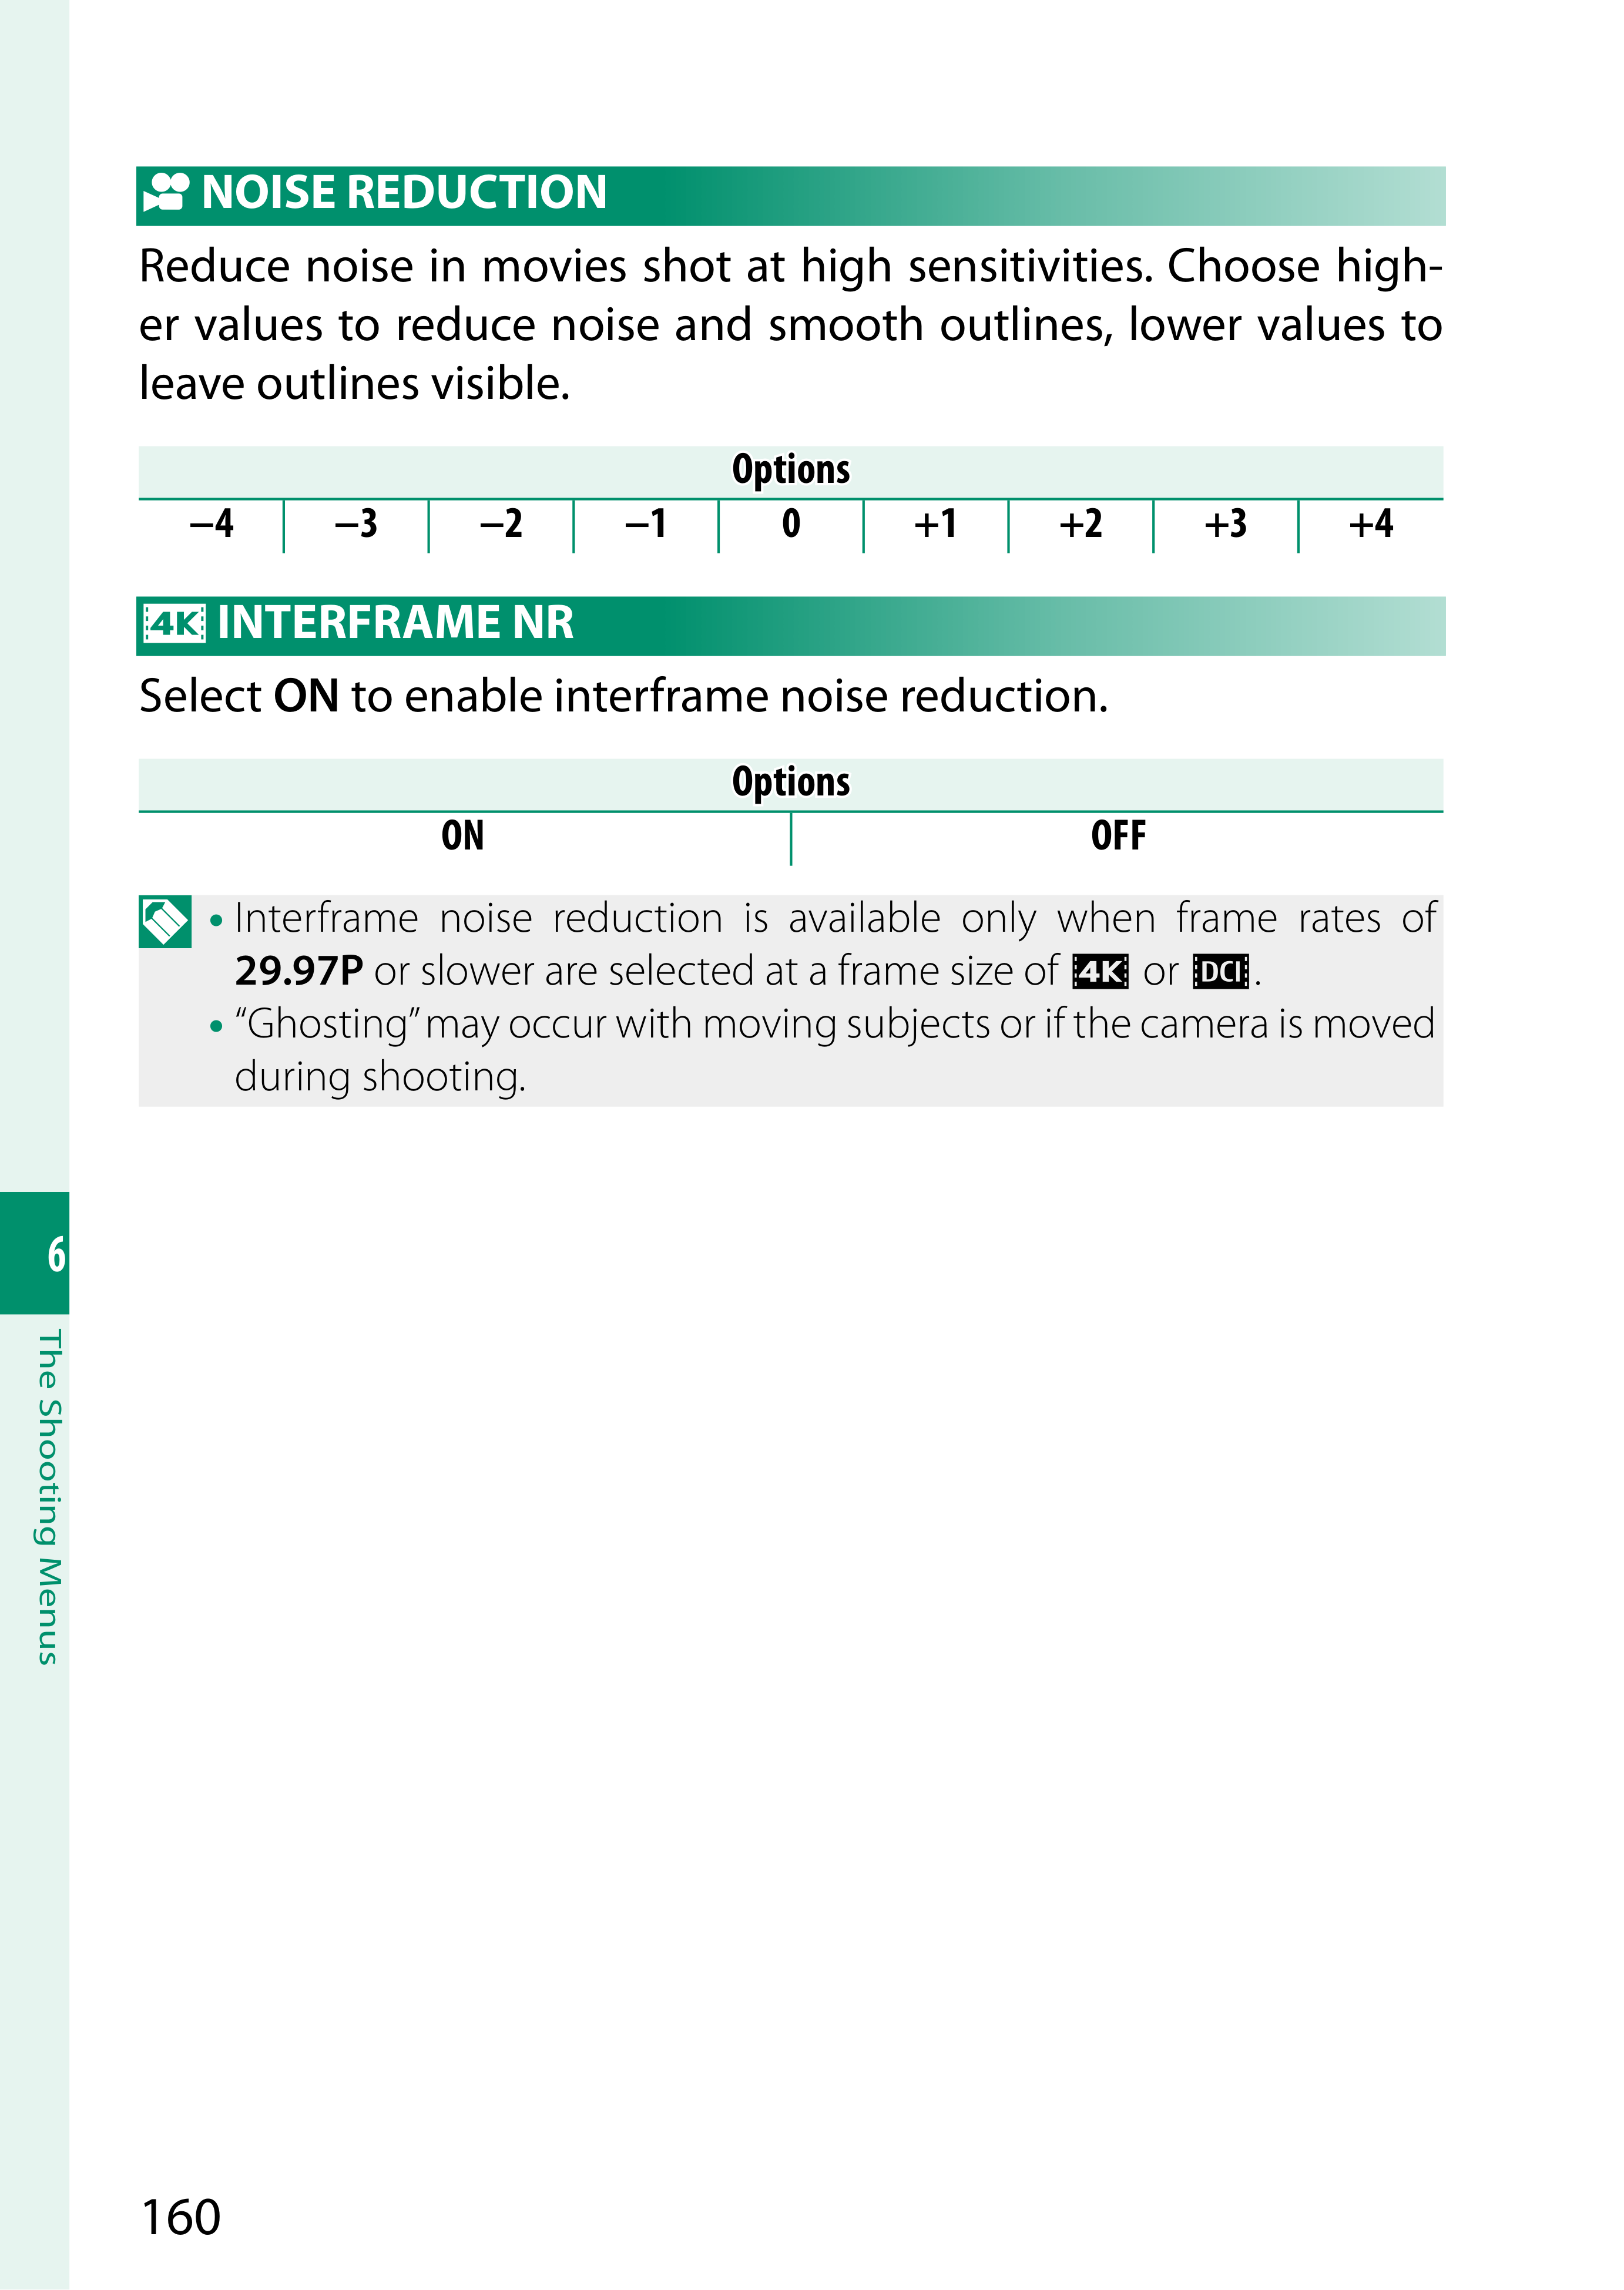 NOISE REDUCTION
Reduce noise in movies shot at high sensitivities. Choose high-
er values to reduce noise and smooth outlines, lower values to
leave outlines visible.
Options
−4 −3 −2 −1 0 +1 +2 +3 +4
4K INTERFRAME NR
Select ON to enable interframe noise reduction.
Options
ON OFF
• Interframe noise reduction is available only when frame rates of
29.97P or slower are selected at a frame size of 4K or DCI.
• “Ghosting” may occur with moving subjects or if the camera is moved
during shooting.
6
The Shooting Menus
160